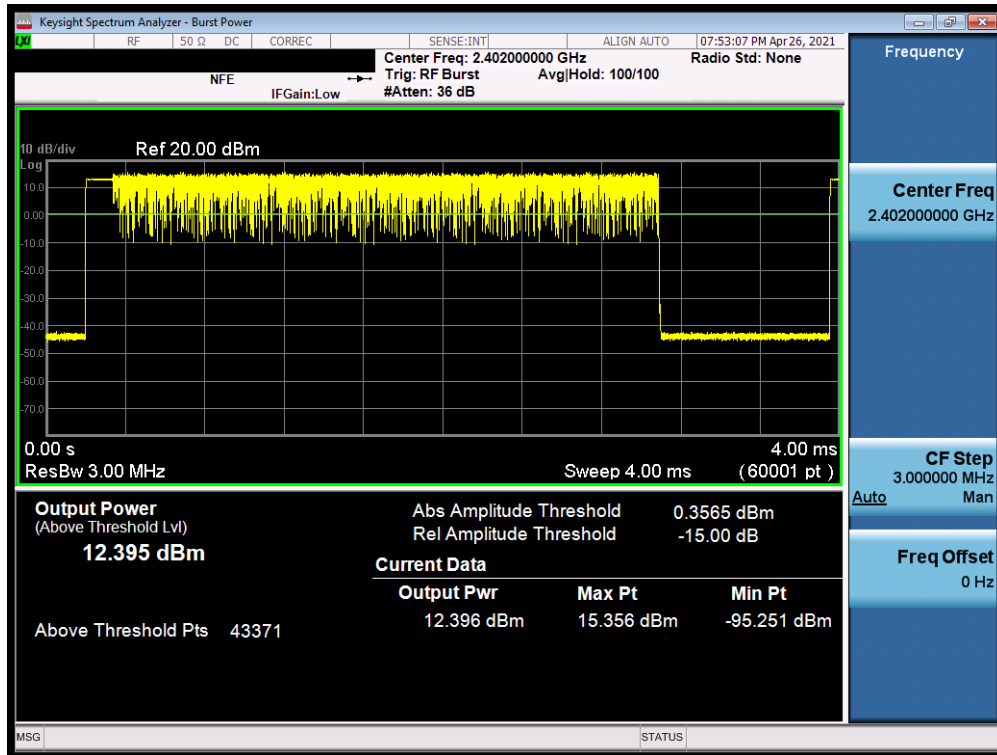 Keysight Spectrum Analyzer - Burst Power
LXI RF 50 Ω DC CORREC SENSE:INT ALIGN AUTO 07:53:07 PM Apr 26, 2021
Center Freq: 2.402000000 GHz Radio Std: None
NFE Trig: RF Burst Avg|Hold: 100/100
IFGain:Low #Atten: 36 dB
10 dB/div Ref 20.00 dBm
Log
10.0
0.00
-10.0
-20.0
-30.0
-40.0
-50.0
-60.0
-70.0
0.00 s 4.00 ms
ResBw 3.00 MHz Sweep 4.00 ms (60001 pt )
Output Power
(Above Threshold Lvl)
12.395 dBm
Above Threshold Pts 43371
Abs Amplitude Threshold 0.3565 dBm
Rel Amplitude Threshold -15.00 dB
Current Data
Output Pwr Max Pt Min Pt
12.396 dBm 15.356 dBm -95.251 dBm
Frequency
Center Freq
2.402000000 GHz
CF Step
3.000000 MHz
Auto Man
Freq Offset
0 Hz
MSG STATUS